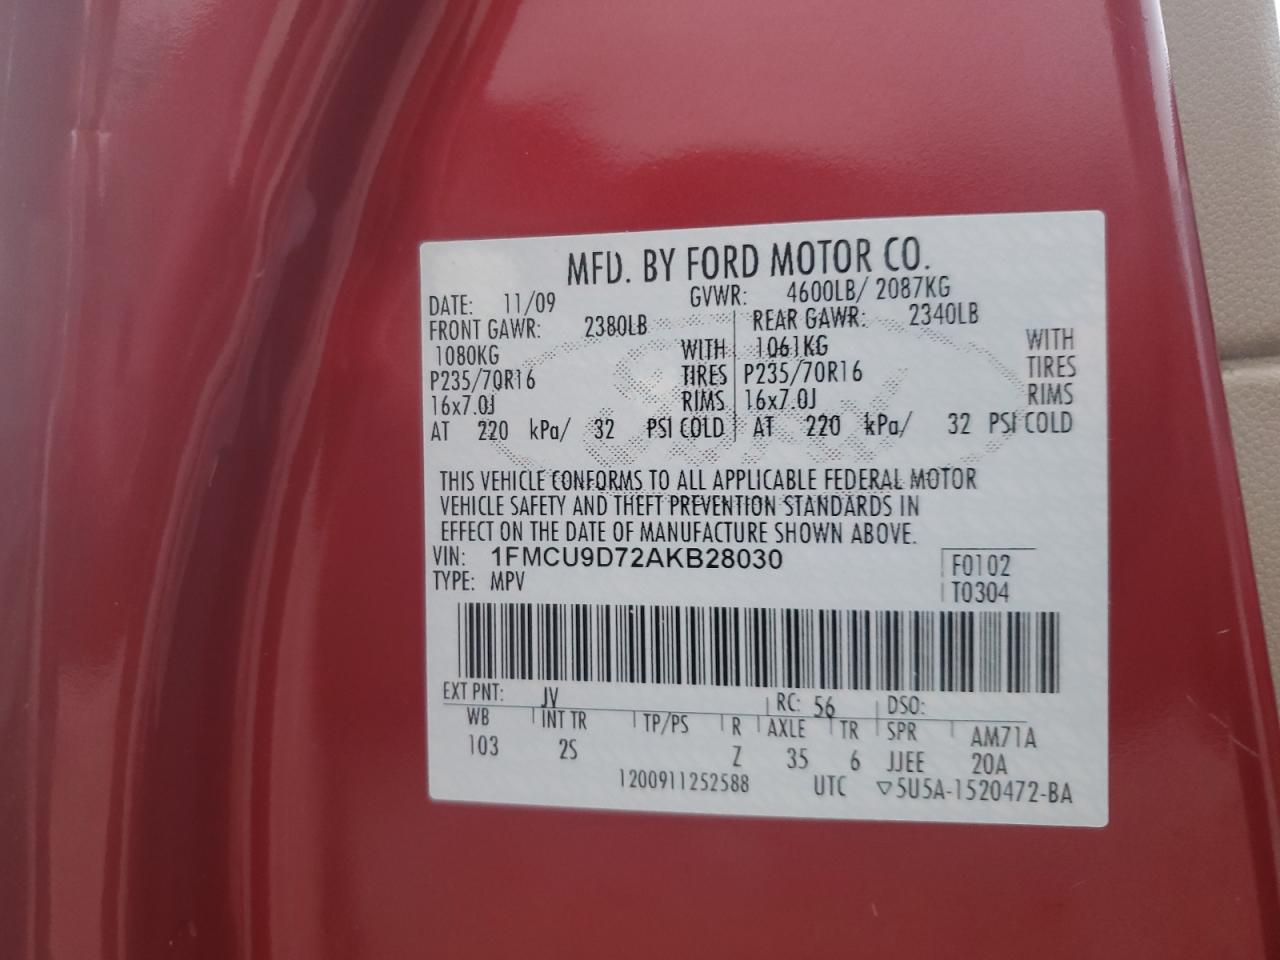 MFD. BY FORD MOTOR CO.
DATE: 11/09 GVWR: 4600LB/ 2087KG
FRONT GAWR: 2380LB REAR GAWR: 2340LB
1080KG WITH 1061KG WITH
P235/70R16 TIRES P235/70R16 TIRES
16x7.0J RIMS 16x7.0J RIMS
AT 220 kPa/ 32 PSI COLD AT 220 kPa/ 32 PSI COLD
THIS VEHICLE CONFORMS TO ALL APPLICABLE FEDERAL MOTOR
VEHICLE SAFETY AND THEFT PREVENTION STANDARDS IN
EFFECT ON THE DATE OF MANUFACTURE SHOWN ABOVE.
VIN: 1FMCU9D72AKB28030 F0102
TYPE: MPV T0304
EXT PNT: JV RC: 56 DSO:
WB INT TR TP/PS R AXLE TR SPR AM71A
103 2S Z 35 6 JJEE 20A
1200911252588 UTC ▽5U5A-1520472-BA